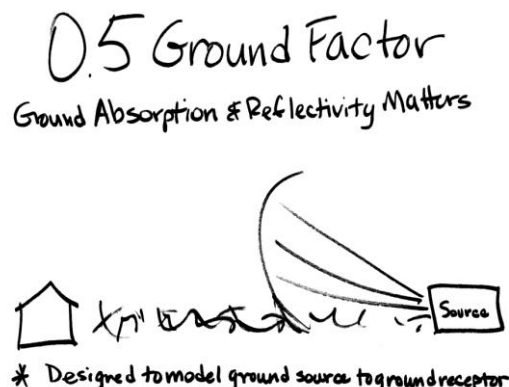 0.5 Ground Factor
Ground Absorption & Reflectivity Matters
Source
* Designed to model ground source to ground receptor